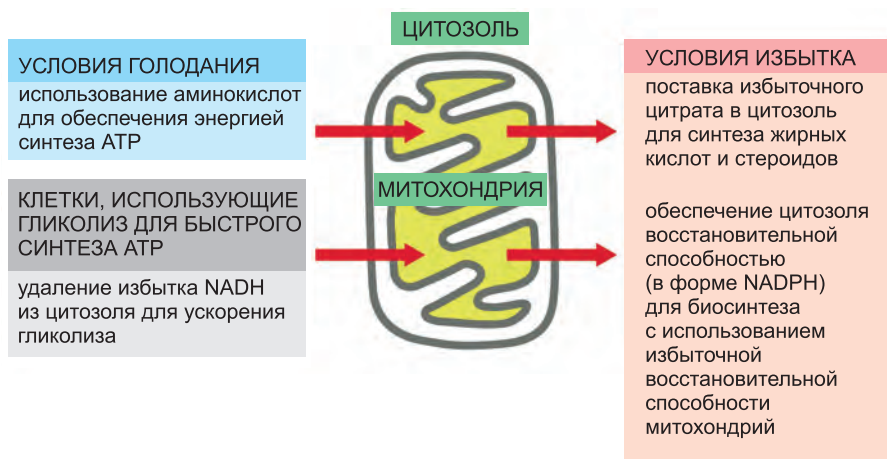 ЦИТОЗОЛЬ
УСЛОВИЯ ГОЛОДАНИЯ
использование аминокислот
для обеспечения энергией
синтеза АТР
КЛЕТКИ, ИСПОЛЬЗУЮЩИЕ
ГЛИКОЛИЗ ДЛЯ БЫСТРОГО
СИНТЕЗА АТР
удаление избытка NADH
из цитозоля для ускорения
гликолиза
МИТОХОНДРИЯ
УСЛОВИЯ ИЗБЫТКА
поставка избыточного
цитрата в цитозоль
для синтеза жирных
кислот и стероидов
обеспечение цитозоля
восстановительной
способностью
(в форме NADPH)
для биосинтеза
с использованием
избыточной
восстановительной
способности
митохондрий